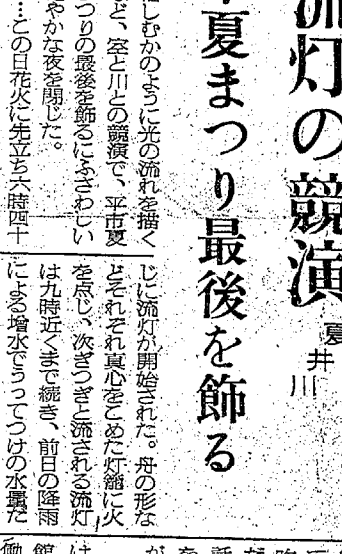 流灯の競演
夏井川
夏まつり最後を飾る
しむかのように光の流れを描く
ど、空と川との競演で、平市夏
つりの最後を飾るにふさわしい
やかな夜を閉じた。
…この日花火に先立ち六時四十
じに流灯が開始された。舟の形な
どそれぞれ真心をこめた灯籠に火
を点じ、次ぎつぎと流される流灯
は九時近くまで続き、前日の降雨
による増水でうってつけの水量だ